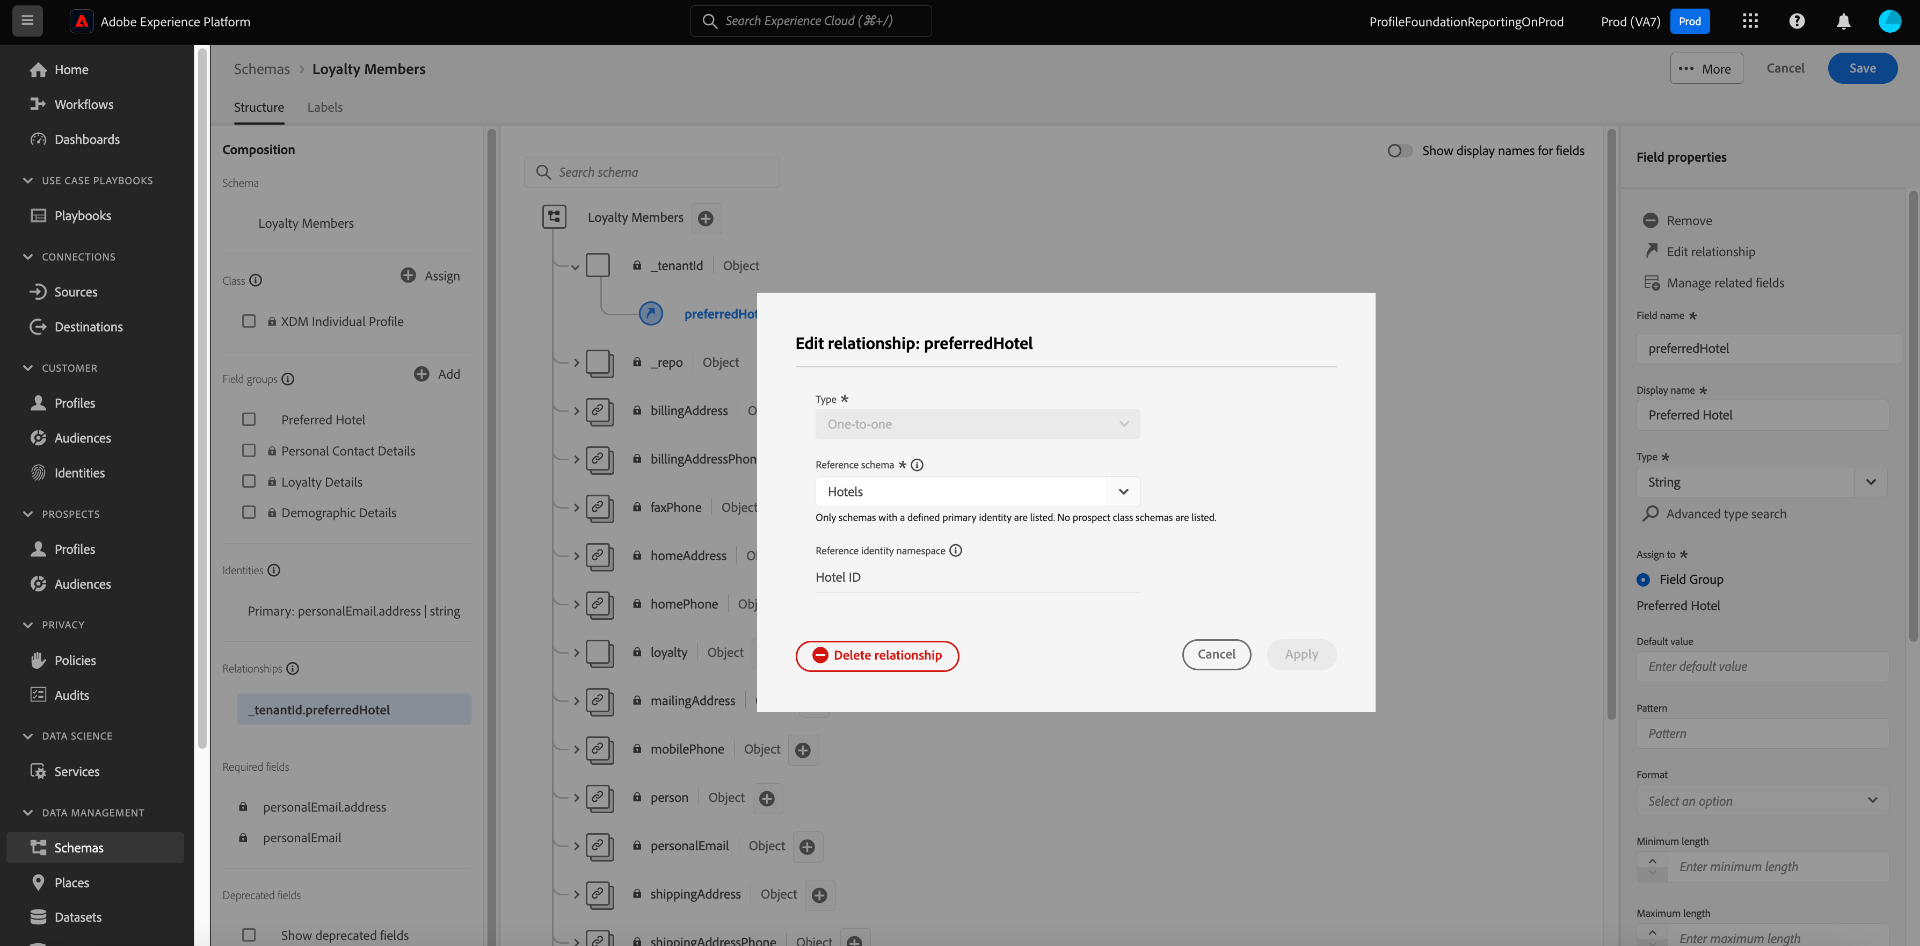 Adobe Experience Platform
Search Experience Cloud (⌘+/)
ProfileFoundationReportingOnProd
Prod (VA7)
Prod
Home
Workflows
Dashboards
USE CASE PLAYBOOKS
Playbooks
CONNECTIONS
Sources
Destinations
CUSTOMER
Profiles
Audiences
Identities
PROSPECTS
Profiles
Audiences
PRIVACY
Policies
Audits
DATA SCIENCE
Services
DATA MANAGEMENT
Schemas
Places
Datasets
Schemas > Loyalty Members
More
Cancel
Save
Structure
Labels
Composition
Schema
Loyalty Members
Class
Assign
XDM Individual Profile
Field groups
Add
Preferred Hotel
Personal Contact Details
Loyalty Details
Demographic Details
Identities
Primary: personalEmail.address | string
Relationships
_tenantId.preferredHotel
Required fields
personalEmail.address
personalEmail
Deprecated fields
Show deprecated fields
Search schema
Show display names for fields
Loyalty Members
_tenantId | Object
preferredHot
_repo | Object
billingAddress | O
billingAddressPhon
faxPhone | Object
homeAddress | O
homePhone | Obj
loyalty | Object
mailingAddress |
mobilePhone | Object
person | Object
personalEmail | Object
shippingAddress | Object
shippingAddressPhone | Object
Edit relationship: preferredHotel
Type *
One-to-one
Reference schema *
Hotels
Only schemas with a defined primary identity are listed. No prospect class schemas are listed.
Reference identity namespace
Hotel ID
Delete relationship
Cancel
Apply
Field properties
Remove
Edit relationship
Manage related fields
Field name *
preferredHotel
Display name *
Preferred Hotel
Type *
String
Advanced type search
Assign to *
Field Group
Preferred Hotel
Default value
Enter default value
Pattern
Pattern
Format
Select an option
Minimum length
Enter minimum length
Maximum length
Enter maximum length